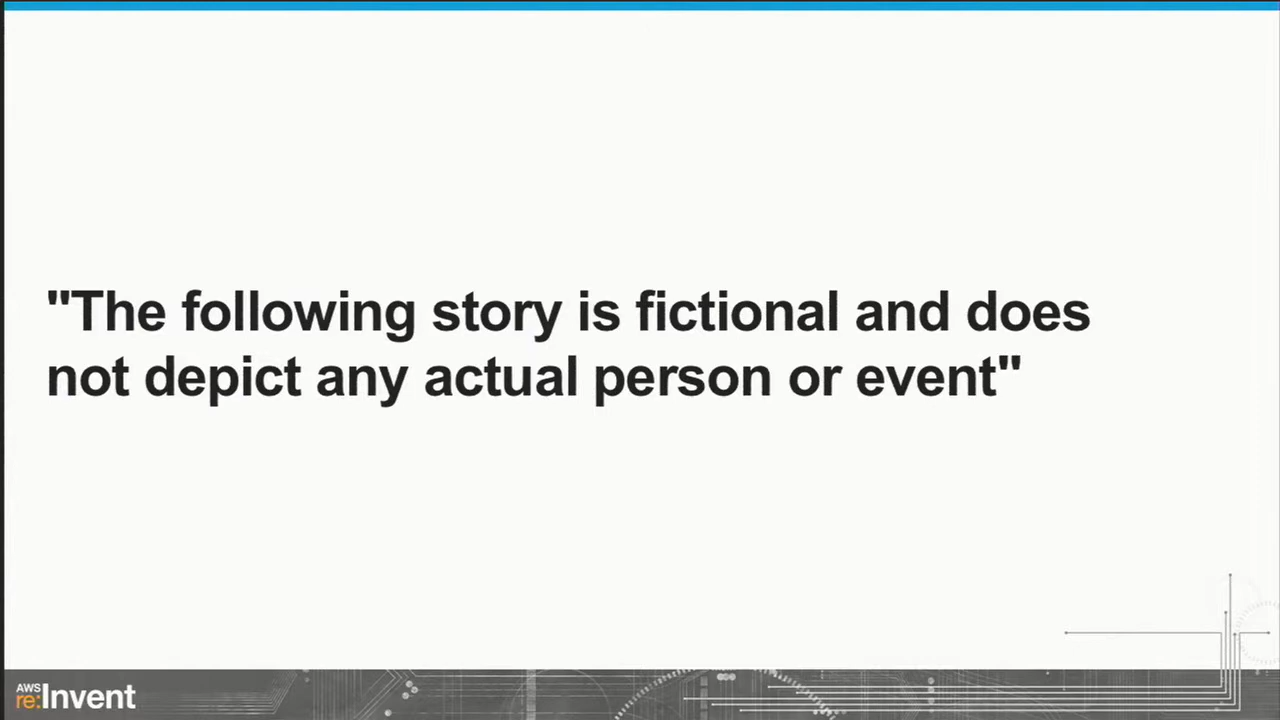 "The following story is fictional and does
not depict any actual person or event"
AWS
re:Invent